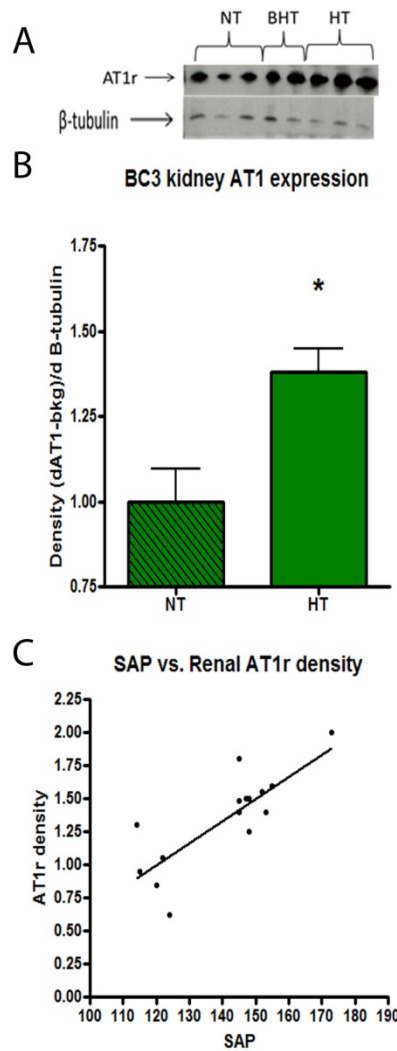 A
NT BHT HT
AT1r
β-tubulin
B
BC3 kidney AT1 expression
Density (dAT1-bkg)/d B-tubulin
1.75
1.50
1.25
1.00
0.75
*
NT HT
C
SAP vs. Renal AT1r density
AT1r density
2.25
2.00
1.75
1.50
1.25
1.00
0.75
0.50
0.25
0.00
100 110 120 130 140 150 160 170 180 190
SAP